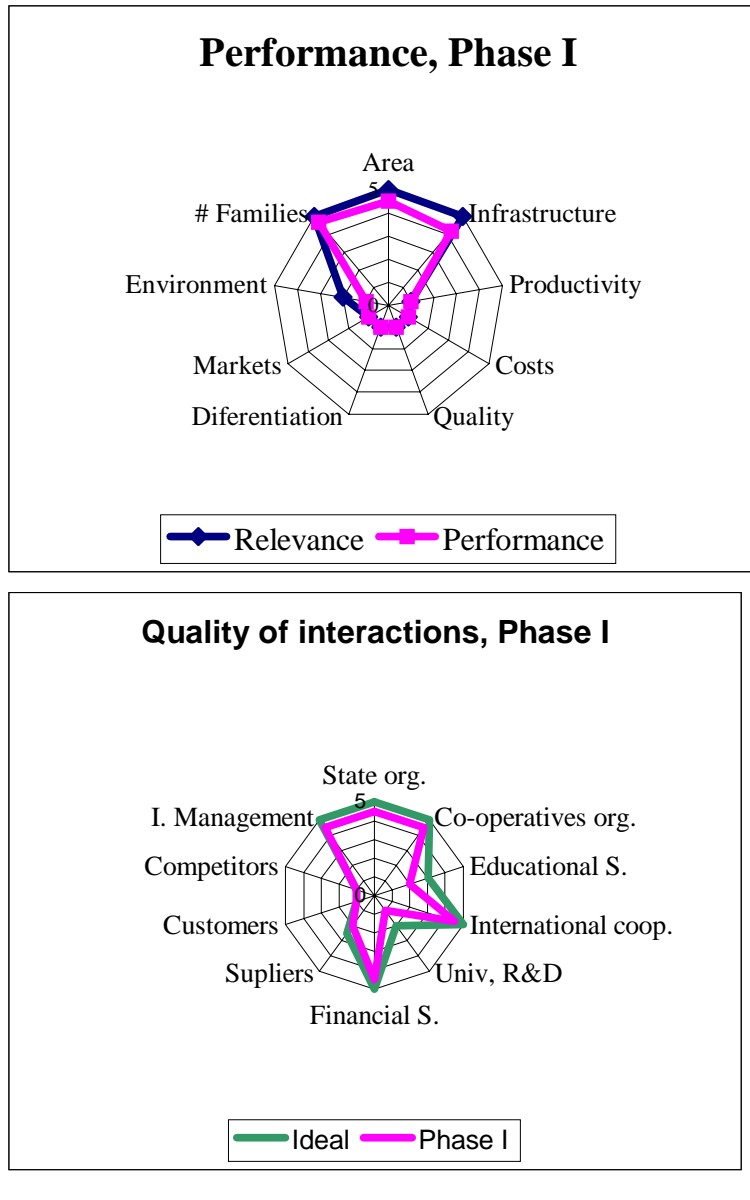 Performance, Phase I
Area
5
# Families
Infrastructure
Environment
Productivity
0
Markets
Costs
Diferentiation
Quality
Relevance
Performance
Quality of interactions, Phase I
State org.
5
I. Management
Co-operatives org.
Competitors
Educational S.
0
Customers
International coop.
Supliers
Univ, R&D
Financial S.
Ideal
Phase I